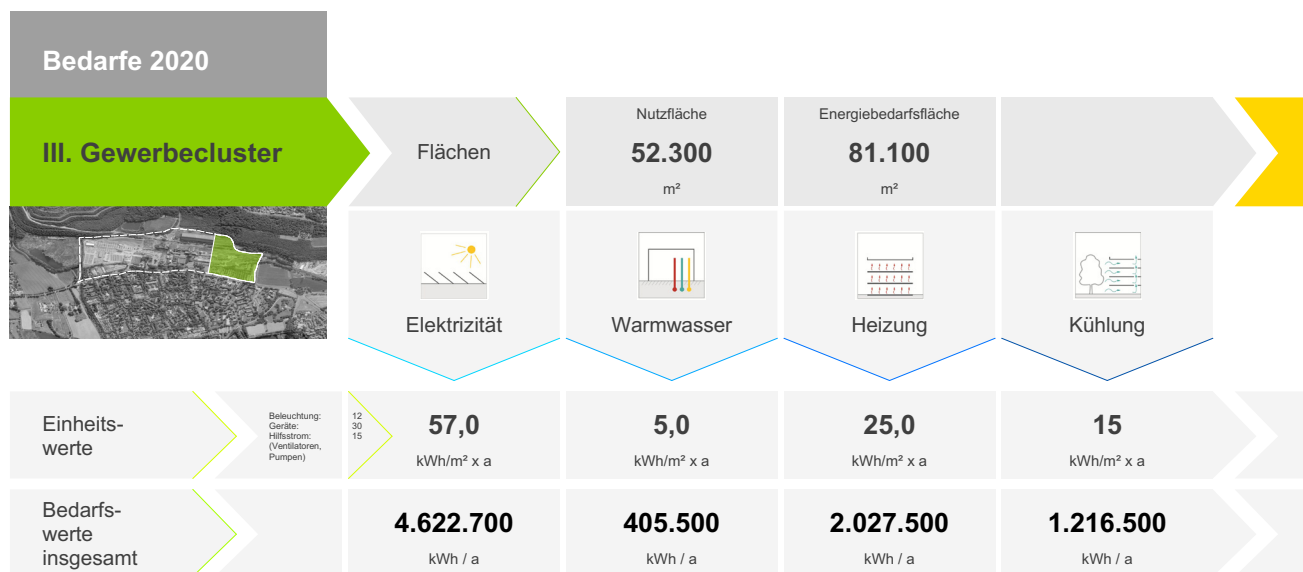 Bedarfe 2020
III. Gewerbecluster
Flächen
Nutzfläche
52.300
m²
Energiebedarfsfläche
81.100
m²
Elektrizität
Warmwasser
Heizung
Kühlung
Einheits-
werte
Beleuchtung: 12
Geräte: 30
Hilfsstrom: 15
(Ventilatoren,
Pumpen)
57,0
kWh/m² x a
5,0
kWh/m² x a
25,0
kWh/m² x a
15
kWh/m² x a
Bedarfs-
werte
insgesamt
4.622.700
kWh / a
405.500
kWh / a
2.027.500
kWh / a
1.216.500
kWh / a